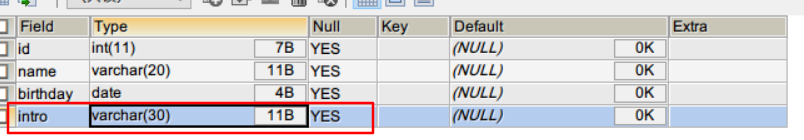 Field Type Null Key Default Extra
id int(11) 7B YES (NULL) 0K
name varchar(20) 11B YES (NULL) 0K
birthday date 4B YES (NULL) 0K
intro varchar(30) 11B YES (NULL) 0K